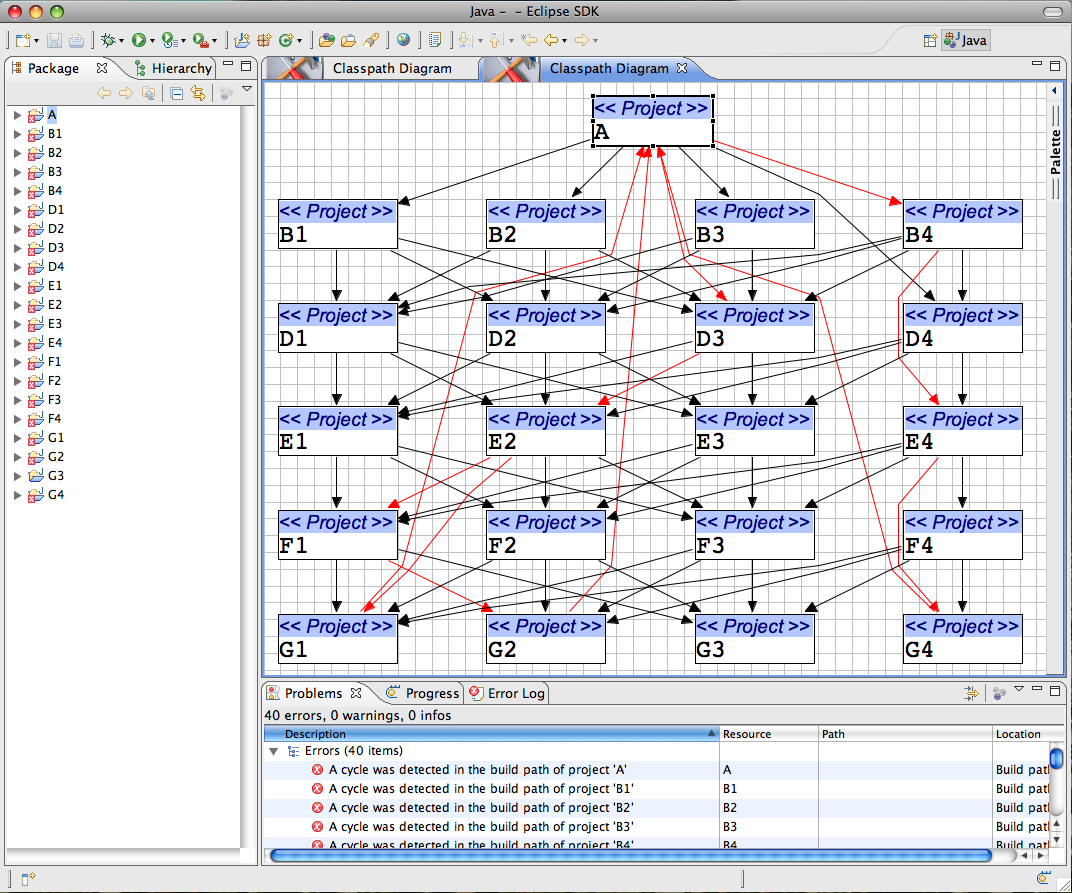 Java - - Eclipse SDK
Java
Package
Hierarchy
A
B1
B2
B3
B4
D1
D2
D3
D4
E1
E2
E3
E4
F1
F2
F3
F4
G1
G2
G3
G4
Classpath Diagram
Classpath Diagram
Palette
<< Project >>
A
<< Project >> << Project >> << Project >> << Project >>
B1 B2 B3 B4
<< Project >> << Project >> << Project >> << Project >>
D1 D2 D3 D4
<< Project >> << Project >> << Project >> << Project >>
E1 E2 E3 E4
<< Project >> << Project >> << Project >> << Project >>
F1 F2 F3 F4
<< Project >> << Project >> << Project >> << Project >>
G1 G2 G3 G4
Problems Progress Error Log
40 errors, 0 warnings, 0 infos
Description Resource Path Location
Errors (40 items)
A cycle was detected in the build path of project 'A' A Build pat
A cycle was detected in the build path of project 'B1' B1 Build pat
A cycle was detected in the build path of project 'B2' B2 Build pat
A cycle was detected in the build path of project 'B3' B3 Build pat
A cycle was detected in the build path of project 'B4' B4 Build pat